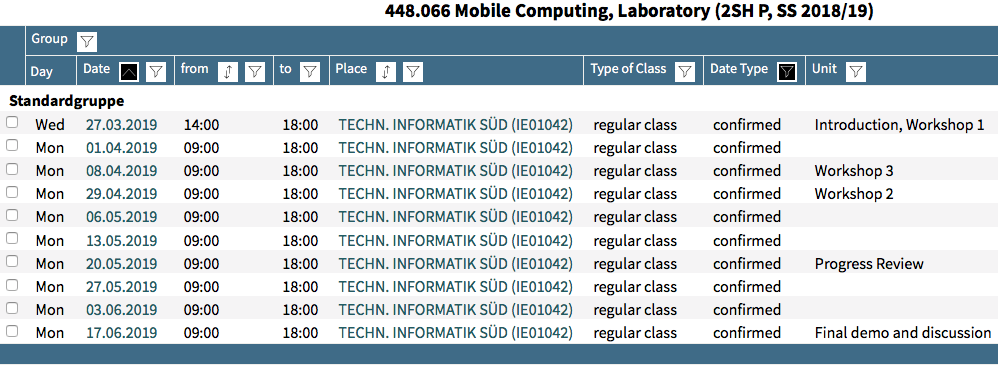 448.066 Mobile Computing, Laboratory (2SH P, SS 2018/19)
Group
Day Date from to Place Type of Class Date Type Unit
Standardgruppe
Wed 27.03.2019 14:00 18:00 TECHN. INFORMATIK SÜD (IE01042) regular class confirmed Introduction, Workshop 1
Mon 01.04.2019 09:00 18:00 TECHN. INFORMATIK SÜD (IE01042) regular class confirmed
Mon 08.04.2019 09:00 18:00 TECHN. INFORMATIK SÜD (IE01042) regular class confirmed Workshop 3
Mon 29.04.2019 09:00 18:00 TECHN. INFORMATIK SÜD (IE01042) regular class confirmed Workshop 2
Mon 06.05.2019 09:00 18:00 TECHN. INFORMATIK SÜD (IE01042) regular class confirmed
Mon 13.05.2019 09:00 18:00 TECHN. INFORMATIK SÜD (IE01042) regular class confirmed
Mon 20.05.2019 09:00 18:00 TECHN. INFORMATIK SÜD (IE01042) regular class confirmed Progress Review
Mon 27.05.2019 09:00 18:00 TECHN. INFORMATIK SÜD (IE01042) regular class confirmed
Mon 03.06.2019 09:00 18:00 TECHN. INFORMATIK SÜD (IE01042) regular class confirmed
Mon 17.06.2019 09:00 18:00 TECHN. INFORMATIK SÜD (IE01042) regular class confirmed Final demo and discussion